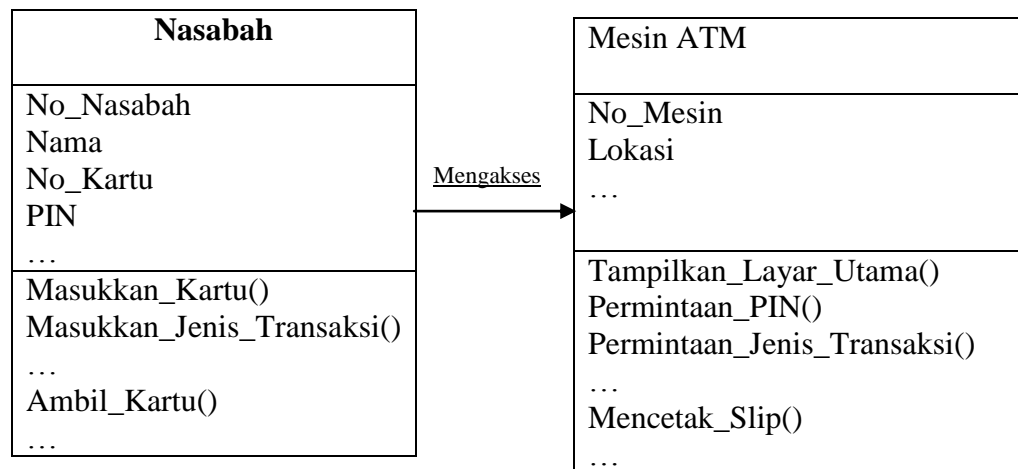 Nasabah
No_Nasabah
Nama
No_Kartu
PIN
…
Masukkan_Kartu()
Masukkan_Jenis_Transaksi()
…
Ambil_Kartu()
…
Mengakses
Mesin ATM
No_Mesin
Lokasi
…
Tampilkan_Layar_Utama()
Permintaan_PIN()
Permintaan_Jenis_Transaksi()
…
Mencetak_Slip()
…